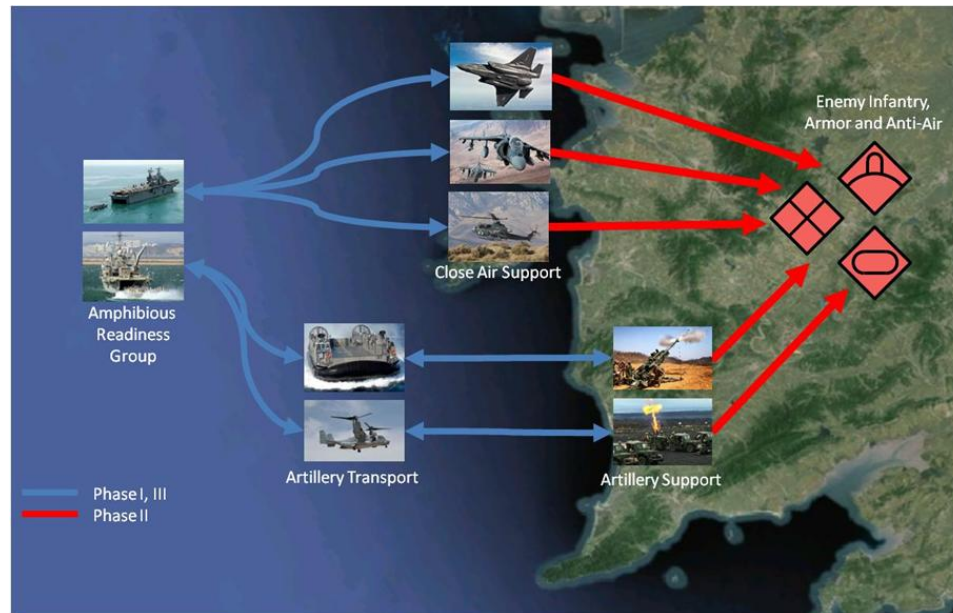 Enemy Infantry,
Armor and Anti-Air
Close Air Support
Amphibious
Readiness
Group
Artillery Transport
Artillery Support
Phase I, III
Phase II